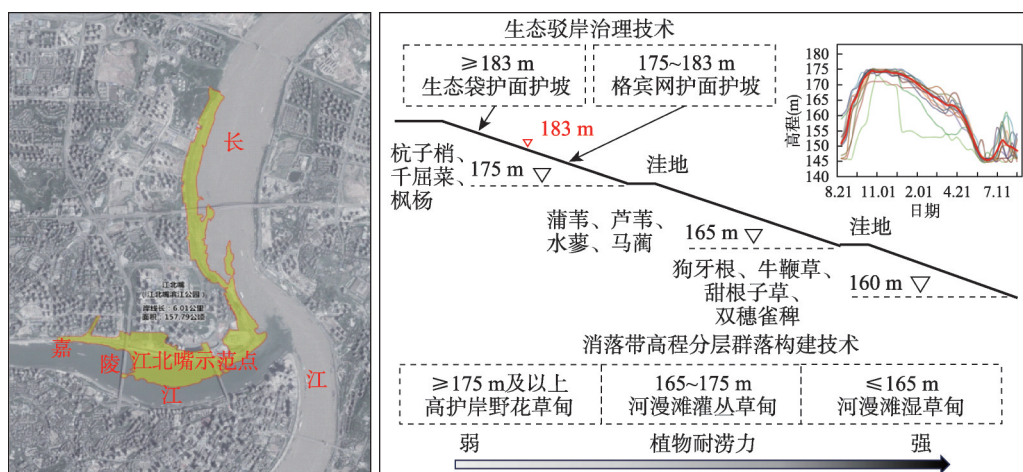 长
江北嘴
（江北嘴滨江公园）
岸线长：6.01公里
面积：157.79公顷
嘉
陵
江北嘴示范点
江
江
生态驳岸治理技术
≥183 m
生态袋护面护坡
175~183 m
格宾网护面护坡
183 m
杭子梢、
千屈菜、
枫杨
175 m
洼地
蒲苇、芦苇、
水蓼、马蔺
165 m
洼地
狗牙根、牛鞭草、
甜根子草、
双穗雀稗
160 m
高程(m)
180
175
170
165
160
155
150
145
140
8.21
11.01
2.01
4.21
7.11
日期
消落带高程分层群落构建技术
≥175 m及以上
高护岸野花草甸
165~175 m
河漫滩灌丛草甸
≤165 m
河漫滩湿草甸
弱
植物耐涝力
强